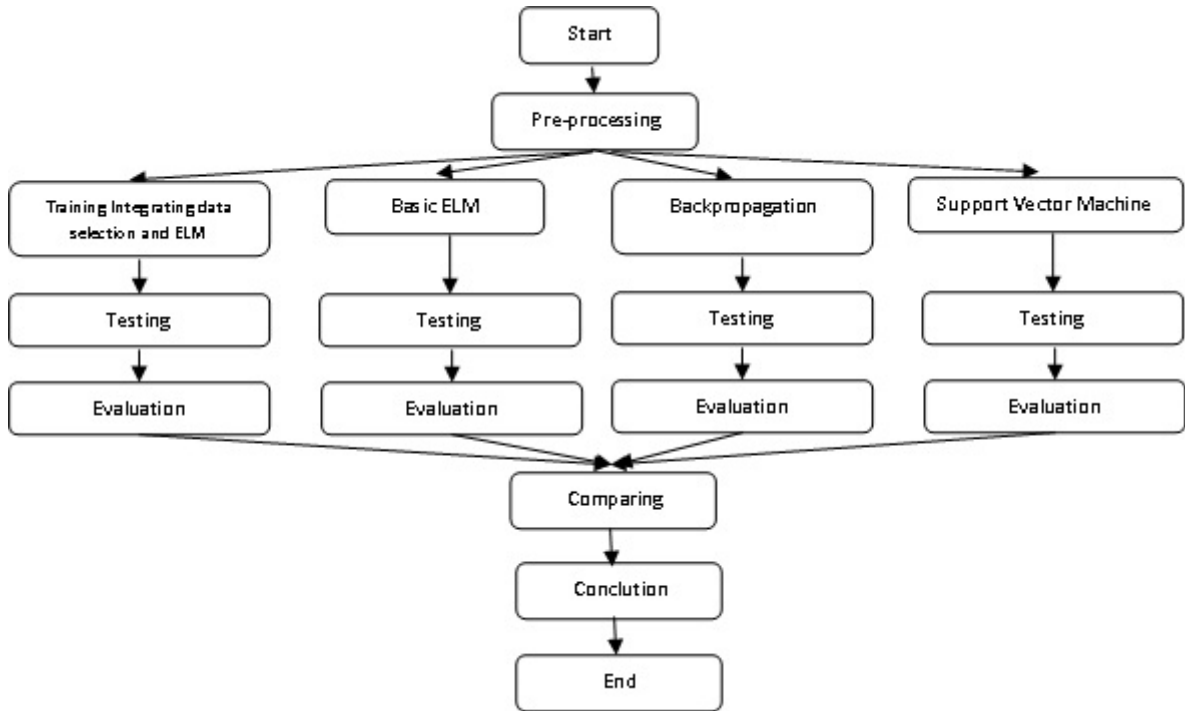 Start
Pre-processing
Training Integrating data
selection and ELM
Basic ELM
Backpropagation
Support Vector Machine
Testing
Testing
Testing
Testing
Evaluation
Evaluation
Evaluation
Evaluation
Comparing
Conclution
End